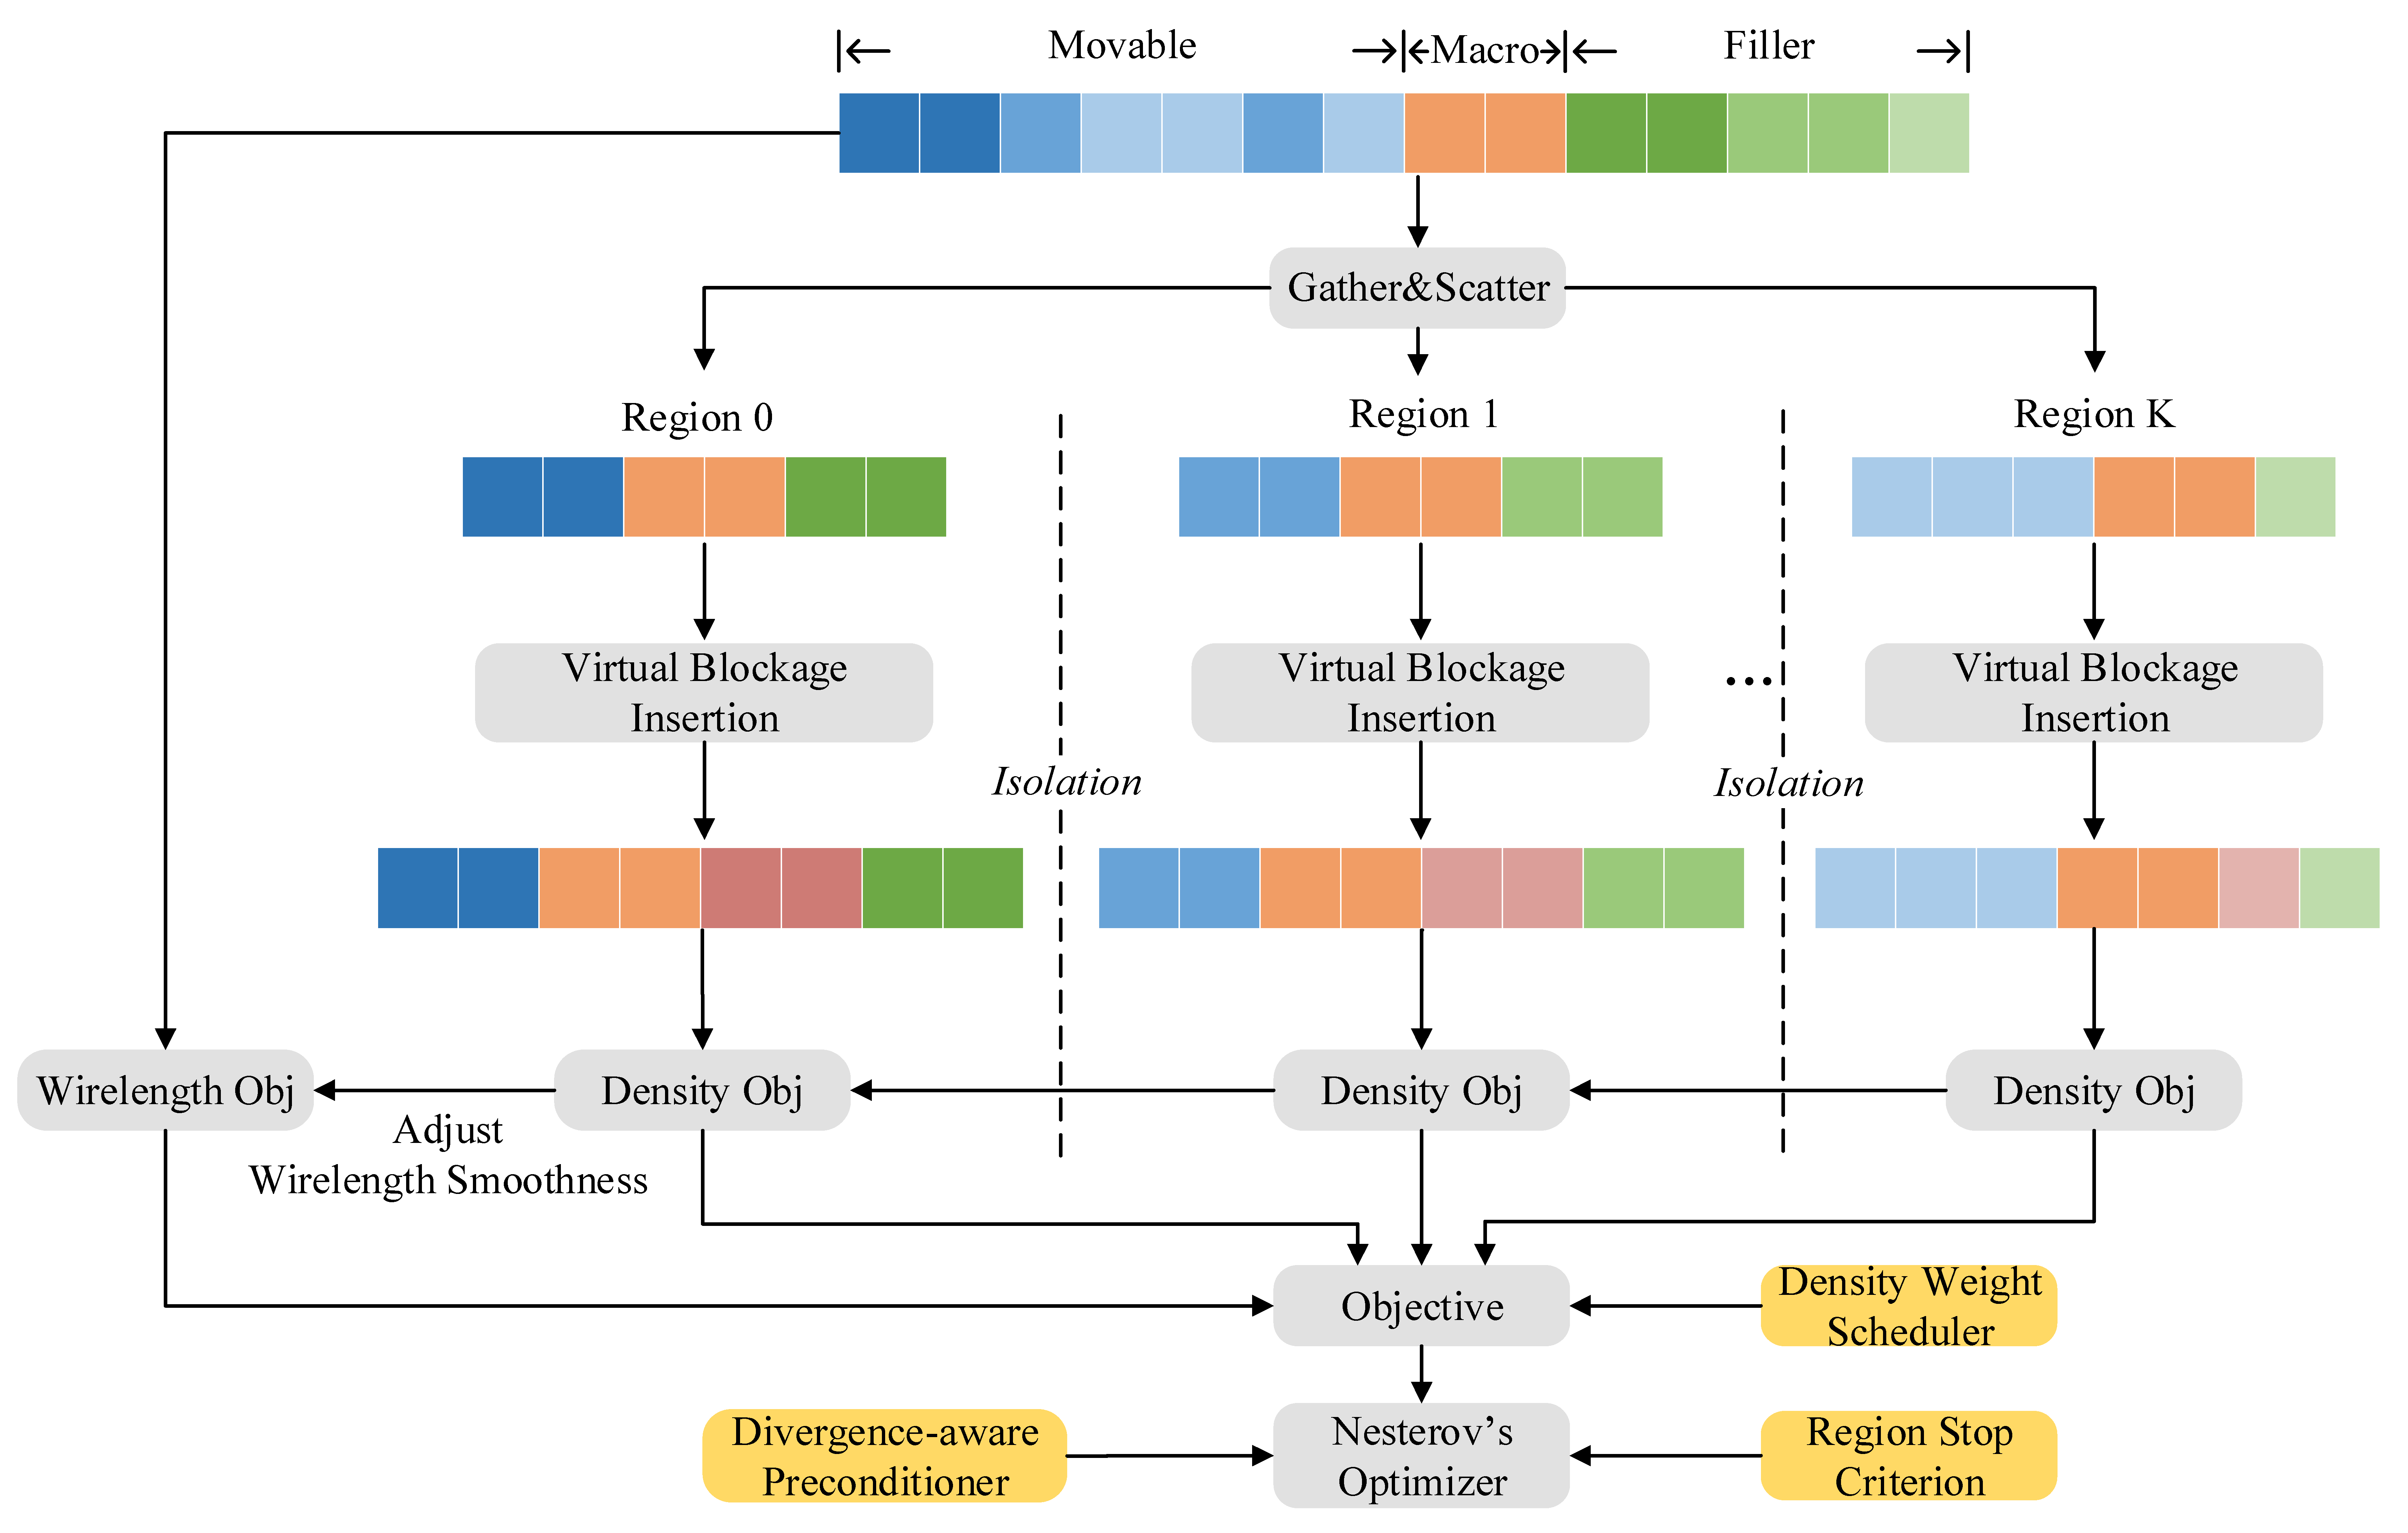 Movable
Macro
Filler
Gather&Scatter
Region 0
Region 1
Region K
Virtual Blockage
Insertion
Virtual Blockage
Insertion
...
Virtual Blockage
Insertion
Isolation
Isolation
Wirelength Obj
Density Obj
Density Obj
Density Obj
Adjust
Wirelength Smoothness
Objective
Density Weight
Scheduler
Divergence-aware
Preconditioner
Nesterov’s
Optimizer
Region Stop
Criterion